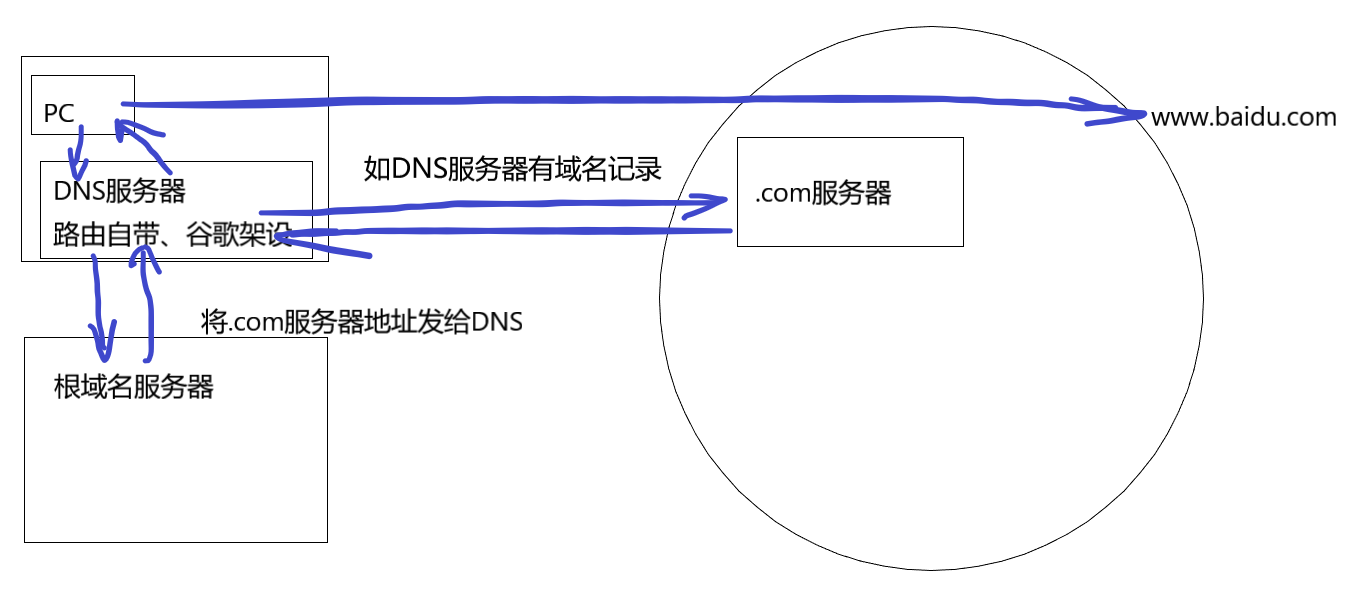 PC
www.baidu.com
如DNS服务器有域名记录
DNS服务器
路由自带、谷歌架设
.com服务器
将.com服务器地址发给DNS
根域名服务器